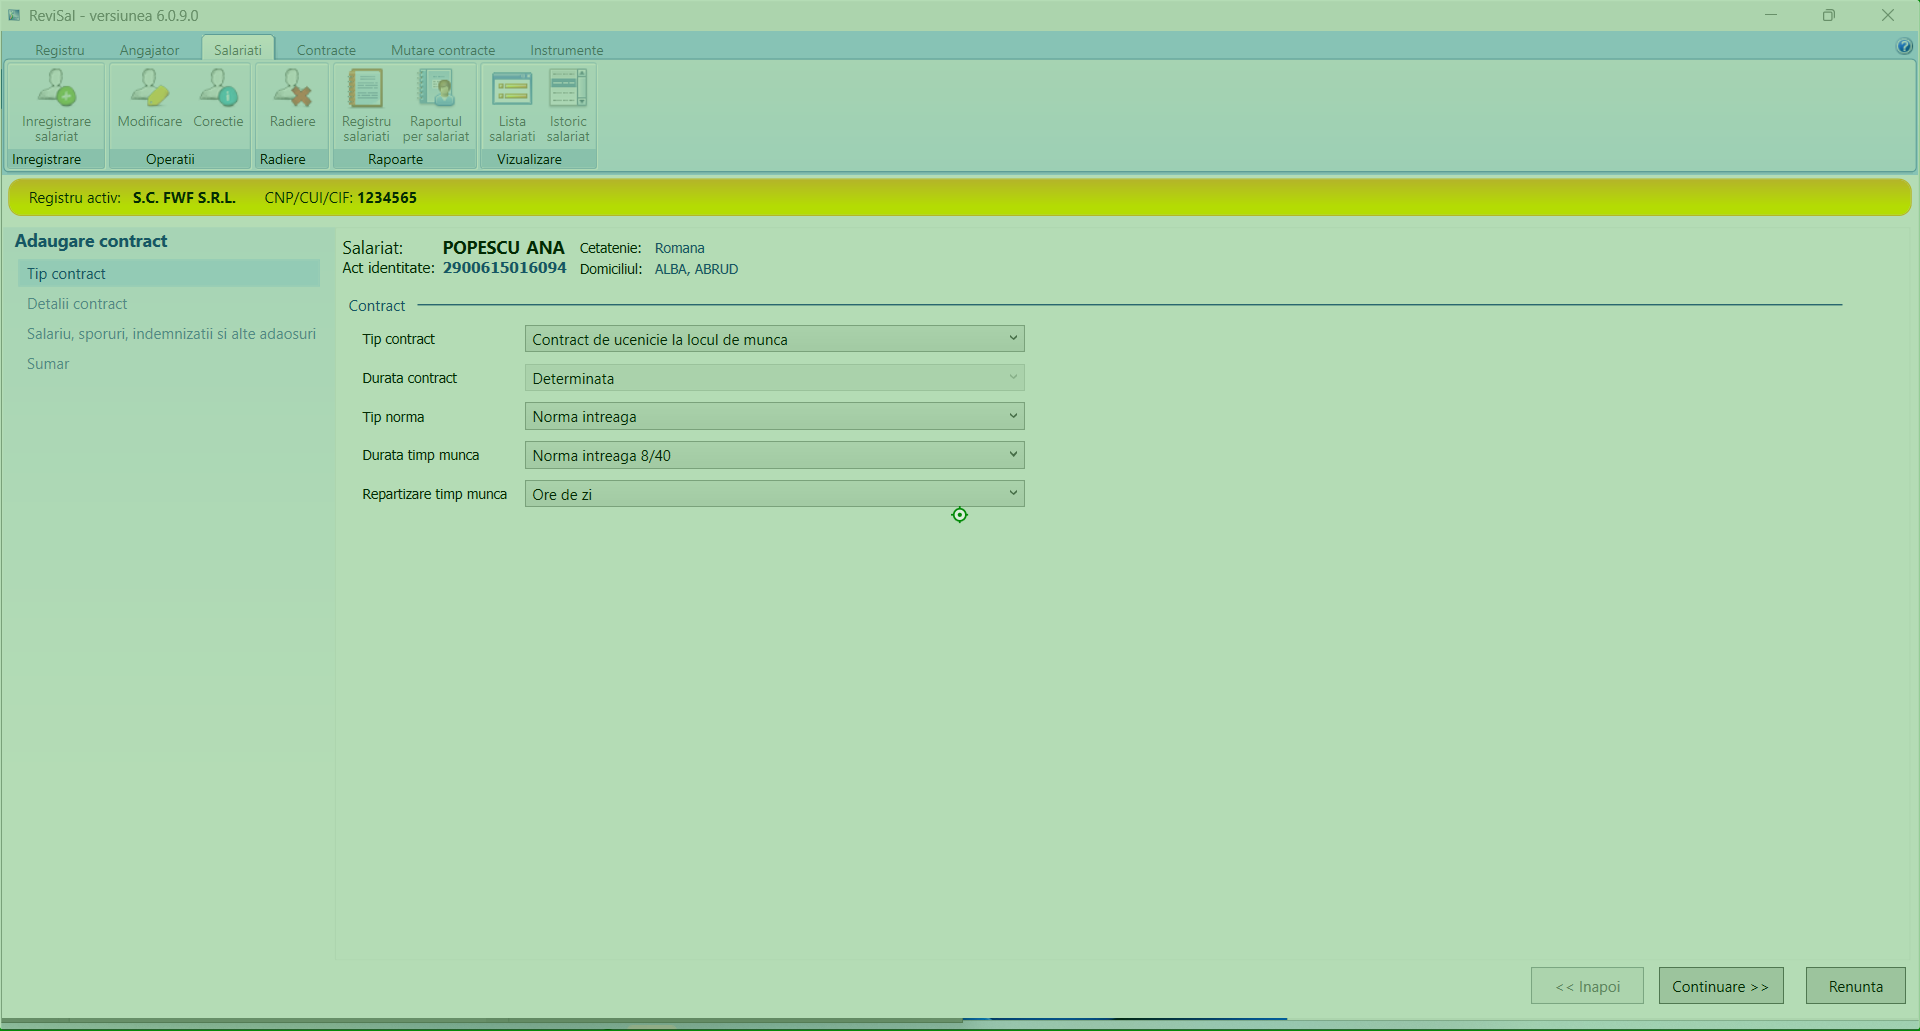 ReviSal - versiunea 6.0.9.0
Registru Angajator Salariati Contracte Mutare contracte Instrumente
Inregistrare salariat
Modificare
Corectie
Radiere
Registru salariati
Raportul per salariat
Lista salariati
Istoric salariat
Inregistrare Operatii Radiere Rapoarte Vizualizare
Registru activ: S.C. FWF S.R.L. CNP/CUI/CIF: 1234565
Adaugare contract
Tip contract
Detalii contract
Salariu, sporuri, indemnizatii si alte adaosuri
Sumar
Salariat: POPESCU ANA Cetatenie: Romana
Act identitate: 2900615016094 Domiciliul: ALBA, ABRUD
Contract
Tip contract Contract de ucenicie la locul de munca
Durata contract Determinata
Tip norma Norma intreaga
Durata timp munca Norma intreaga 8/40
Repartizare timp munca Ore de zi
<< Inapoi Continuare >> Renunta